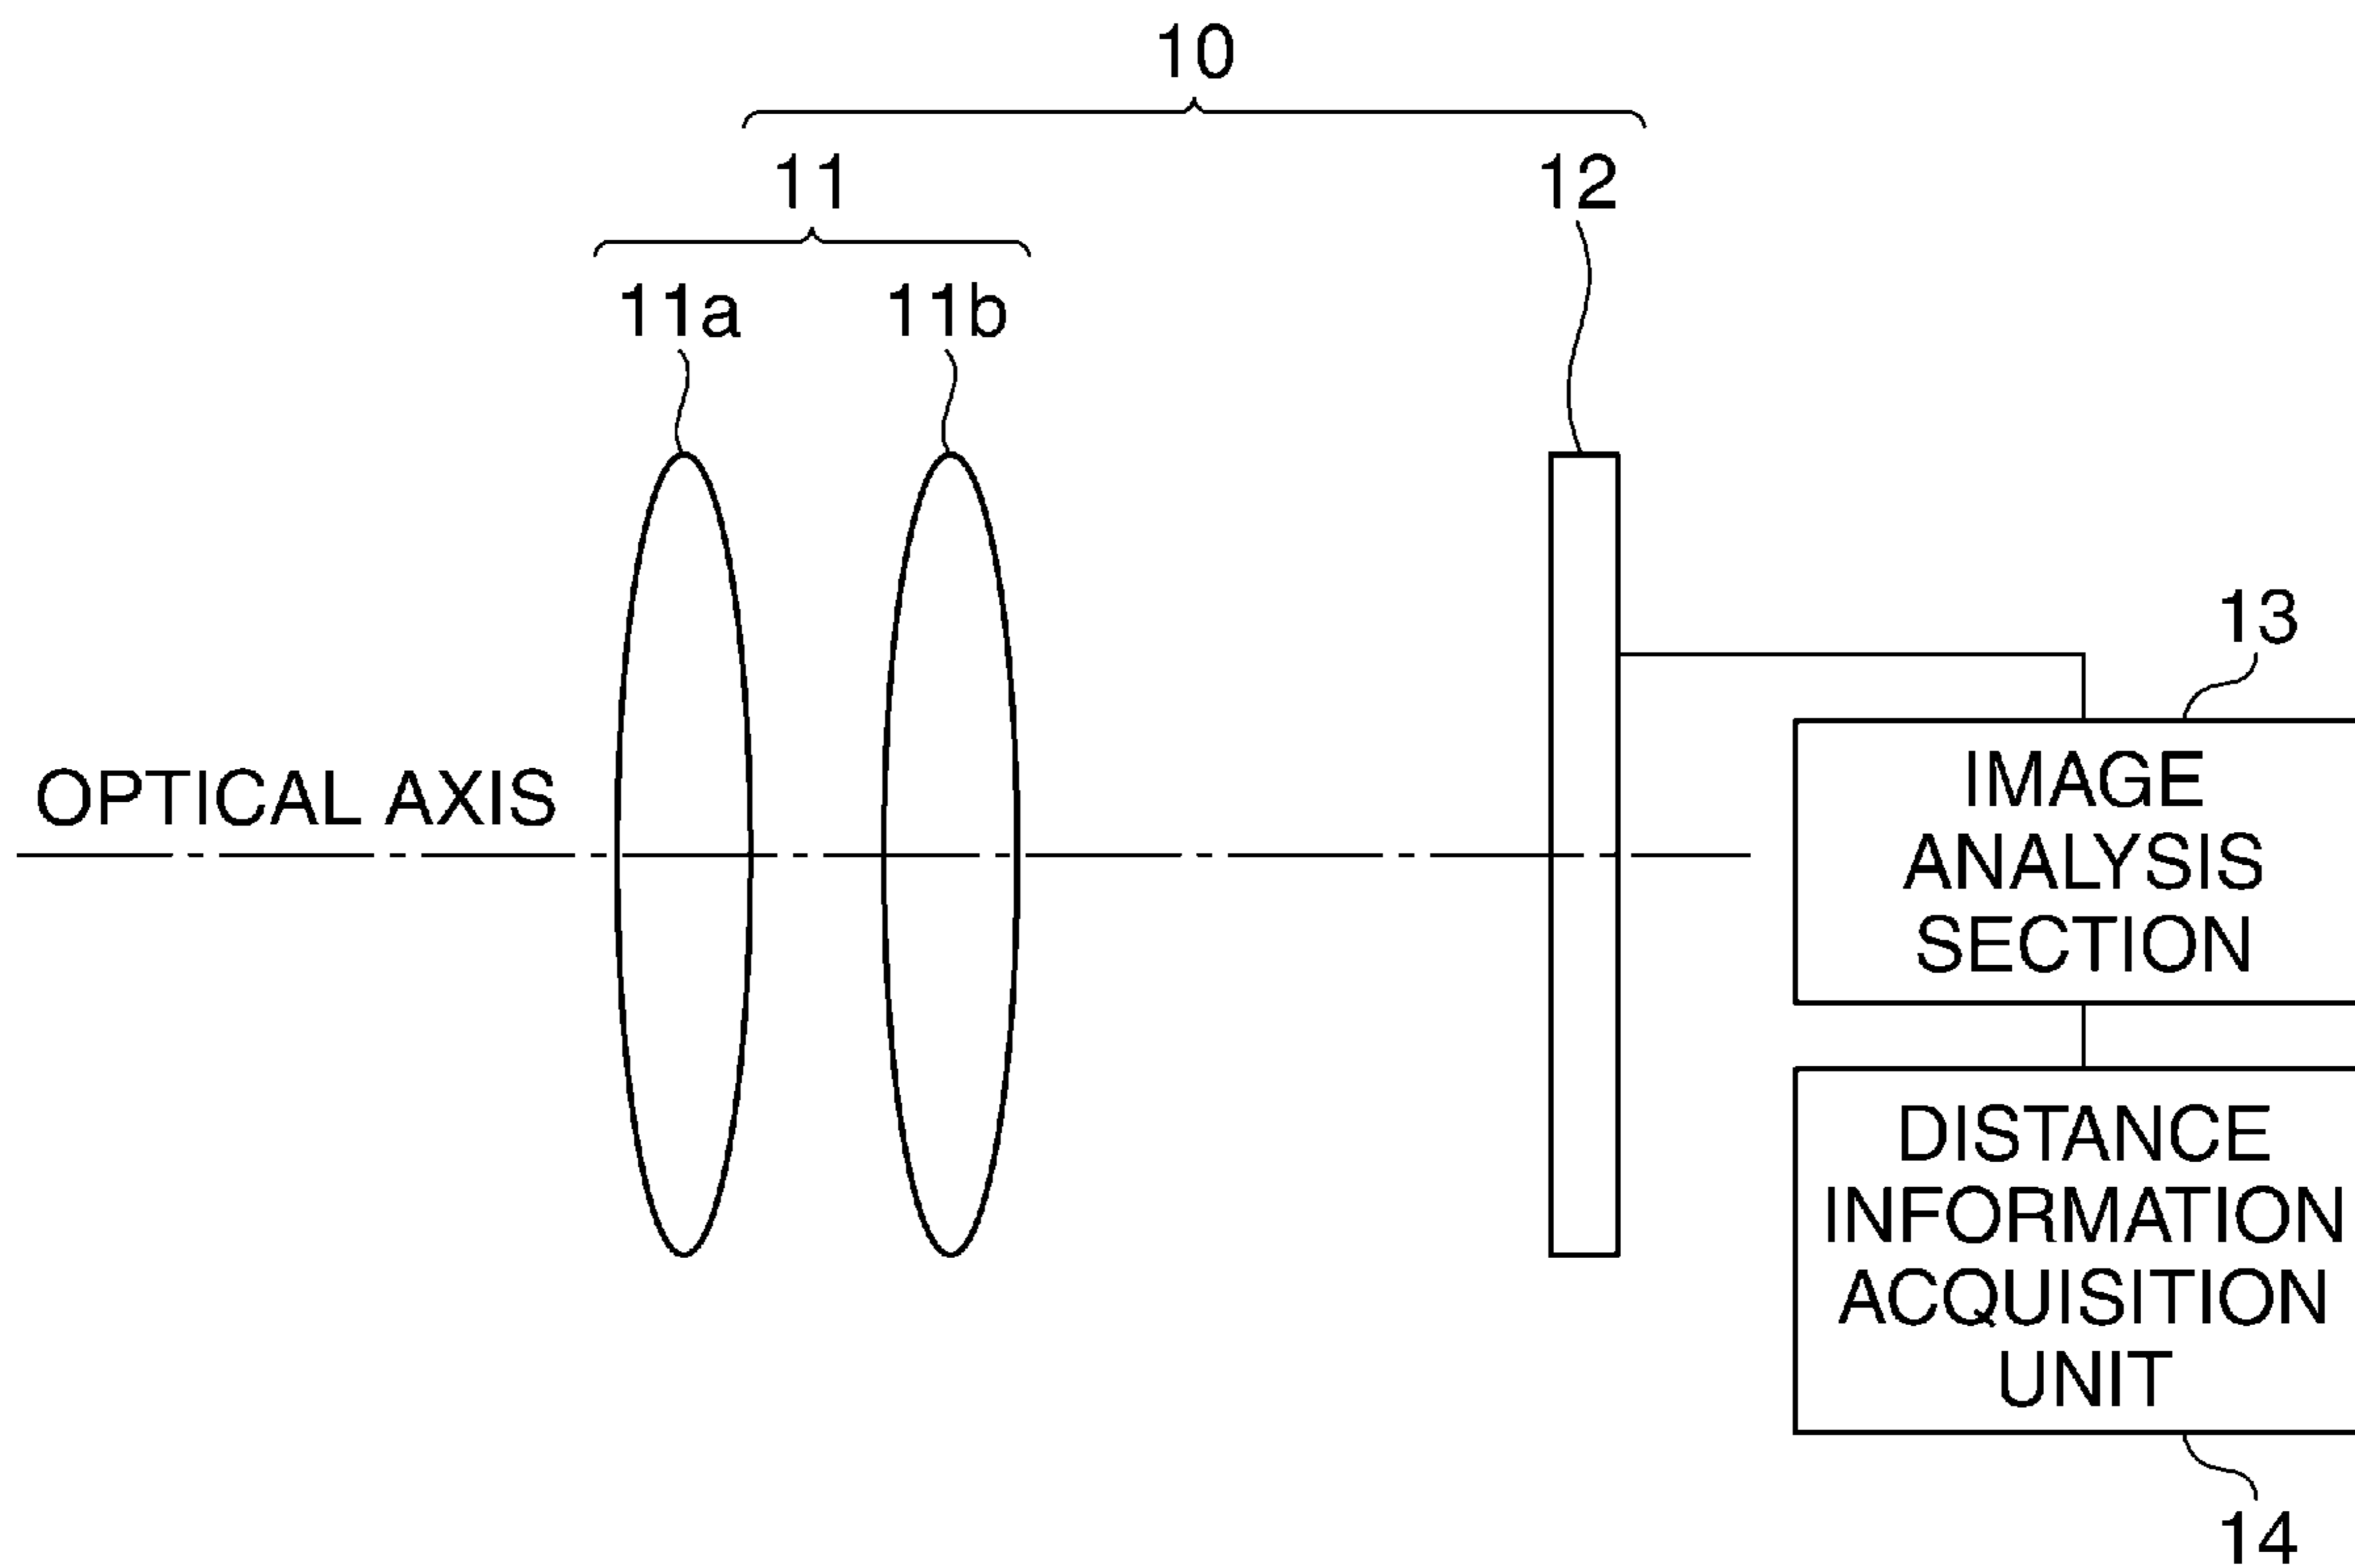 10
11
12
11a
11b
13
OPTICAL AXIS
IMAGE
ANALYSIS
SECTION
DISTANCE
INFORMATION
ACQUISITION
UNIT
14